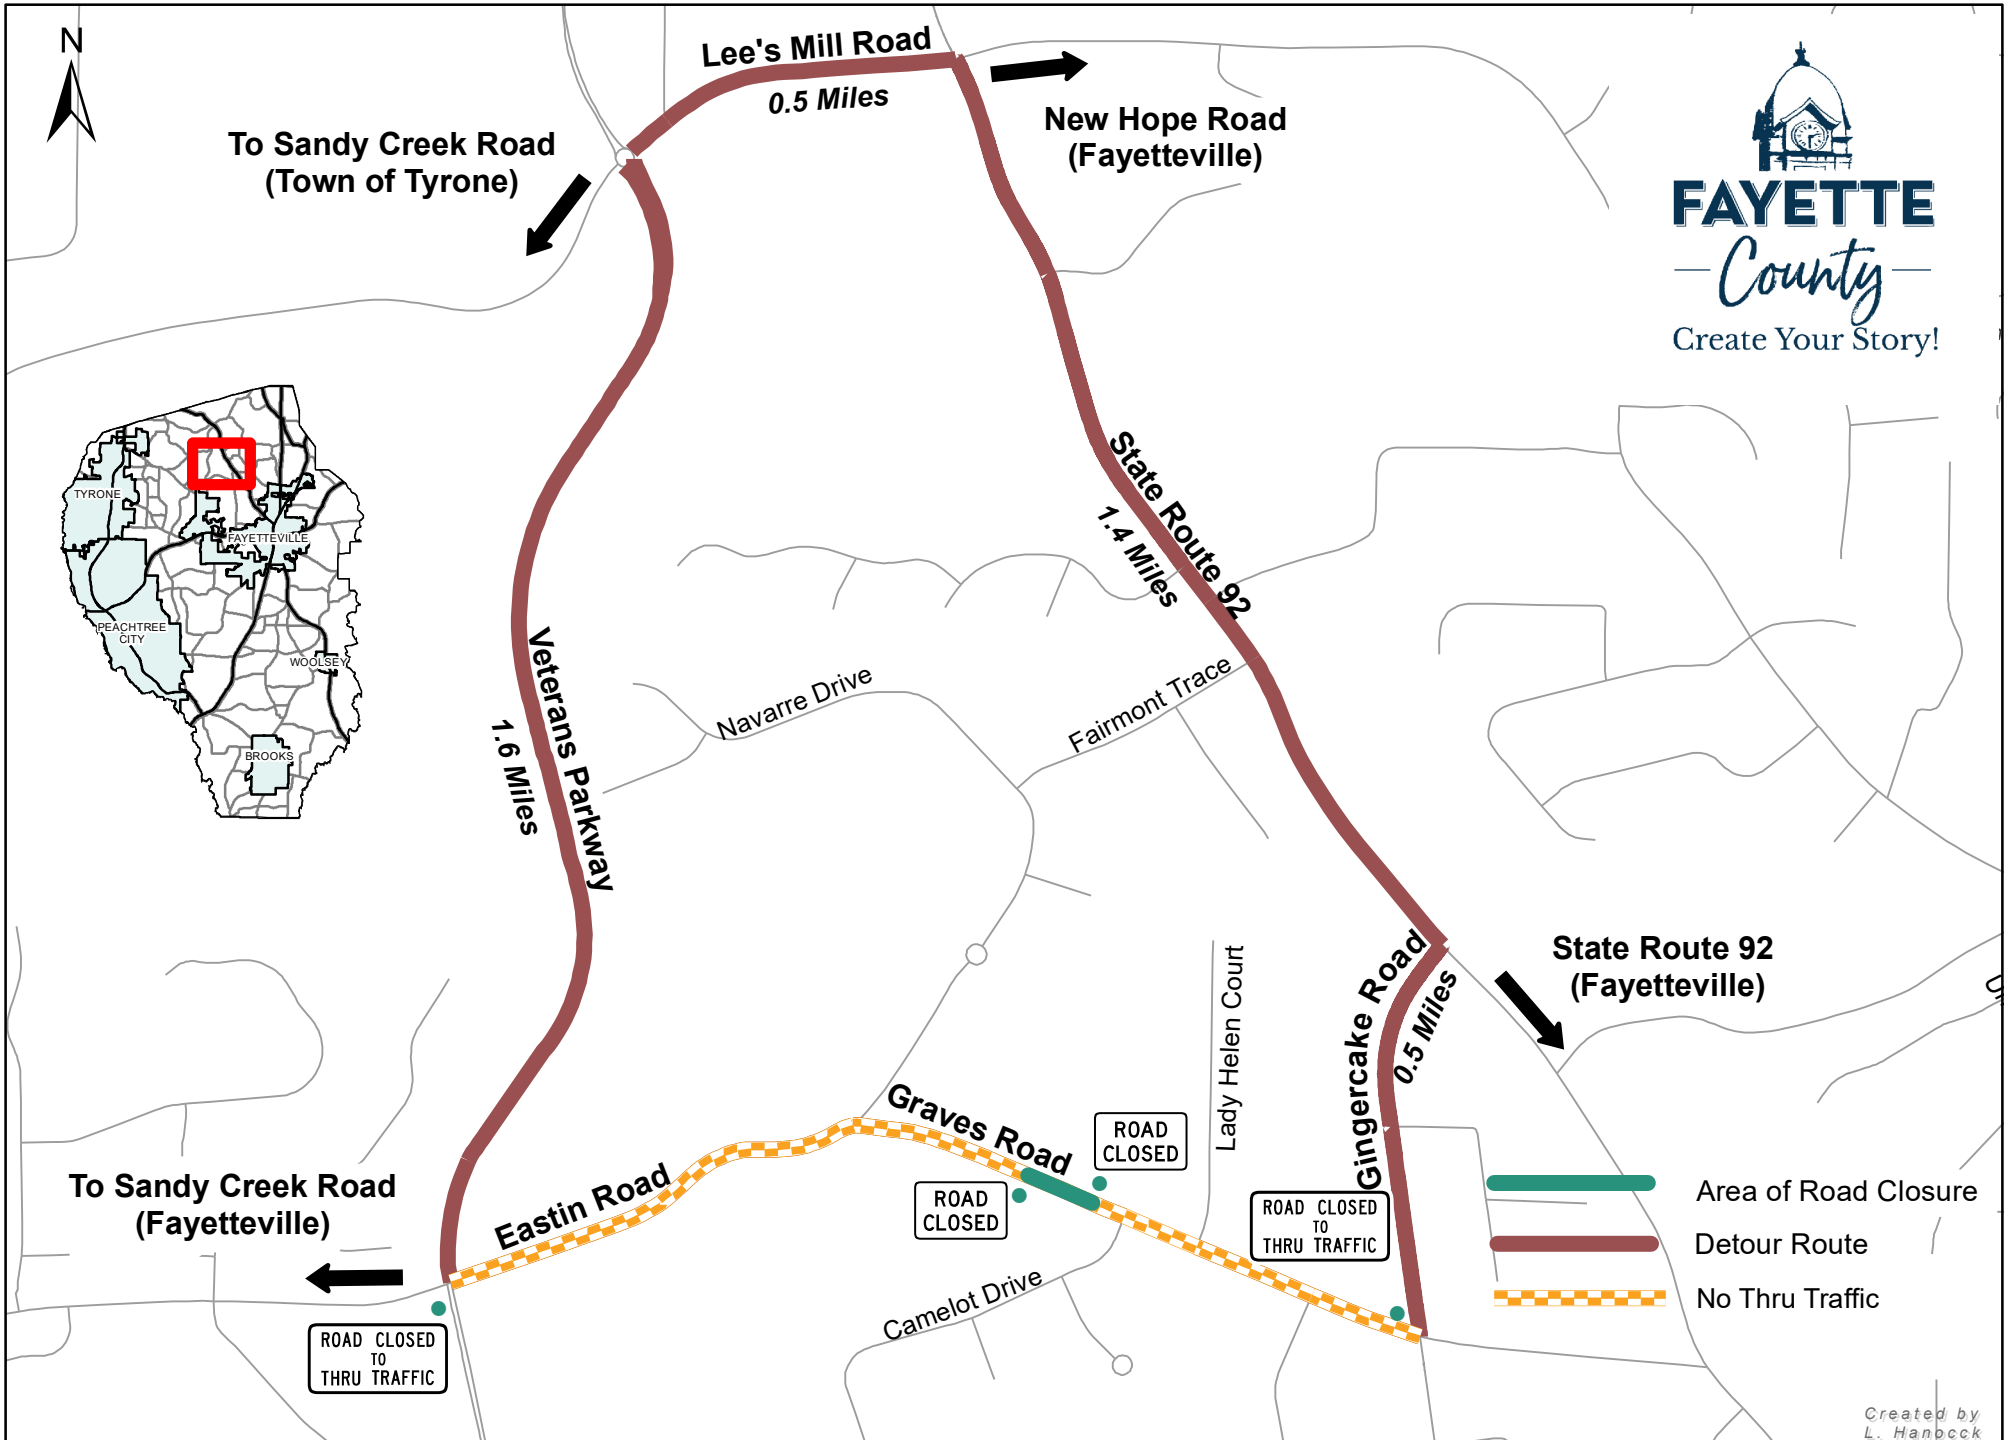 N
Lee's Mill Road
0.5 Miles
To Sandy Creek Road
(Town of Tyrone)
New Hope Road
(Fayetteville)
FAYETTE
County
Create Your Story!
TYRONE
FAYETTEVILLE
PEACHTREE
CITY
WOOLSEY
BROOKS
State Route 92
1.4 Miles
Veterans Parkway
1.6 Miles
Navarre Drive
Fairmont Trace
State Route 92
(Fayetteville)
Gingercake Road
0.5 Miles
Lady Helen Court
Graves Road
ROAD
CLOSED
ROAD
CLOSED
Eastin Road
To Sandy Creek Road
(Fayetteville)
ROAD CLOSED
TO
THRU TRAFFIC
Camelot Drive
ROAD CLOSED
TO
THRU TRAFFIC
Area of Road Closure
Detour Route
No Thru Traffic
Created by
L. Hanbcck